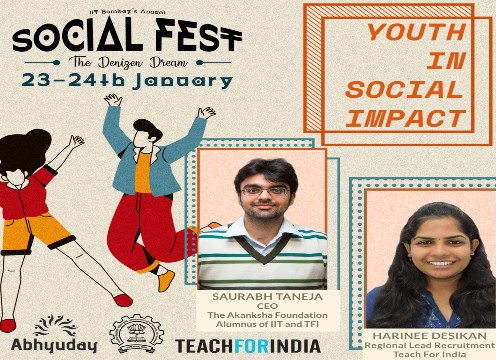 IIT Bombay's Annual
SOCIAL FEST
The Denizen Dream
23-24th January
YOUTH
IN
SOCIAL
IMPACT
SAURABH TANEJA
CEO
The Akanksha Foundation
Alumnus of IIT and TFI
HARINEE DESIKAN
Regional Lead Recruitment
Teach For India
Abhyuday
TEACHFORINDIA